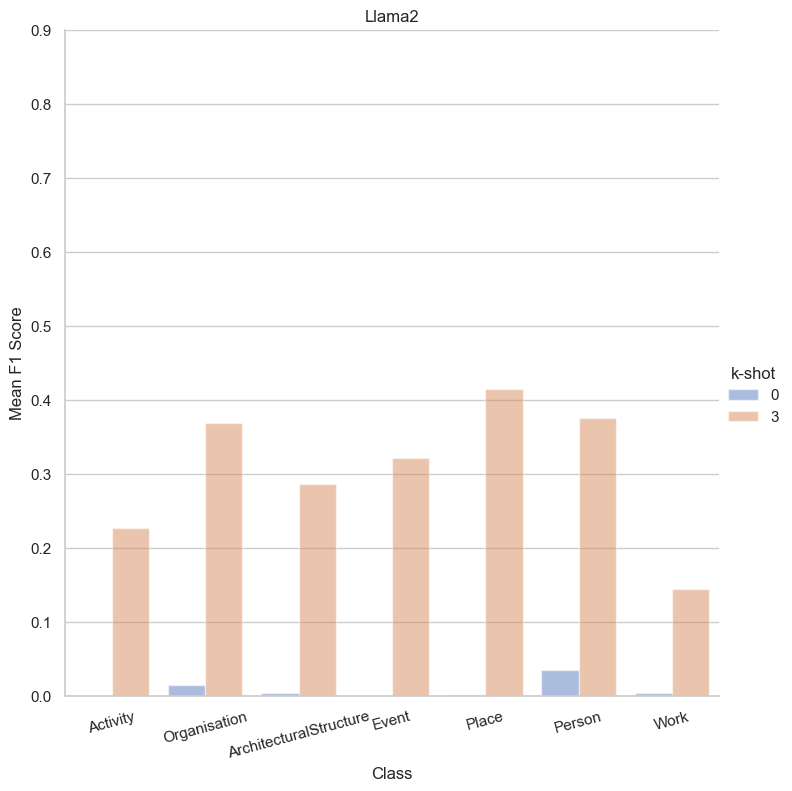 Llama2
0.9
0.8
0.7
0.6
0.5
0.4
0.3
0.2
0.1
0.0
Mean F1 Score
Activity
Organisation
ArchitecturalStructure
Event
Place
Person
Work
Class
k-shot
0
3